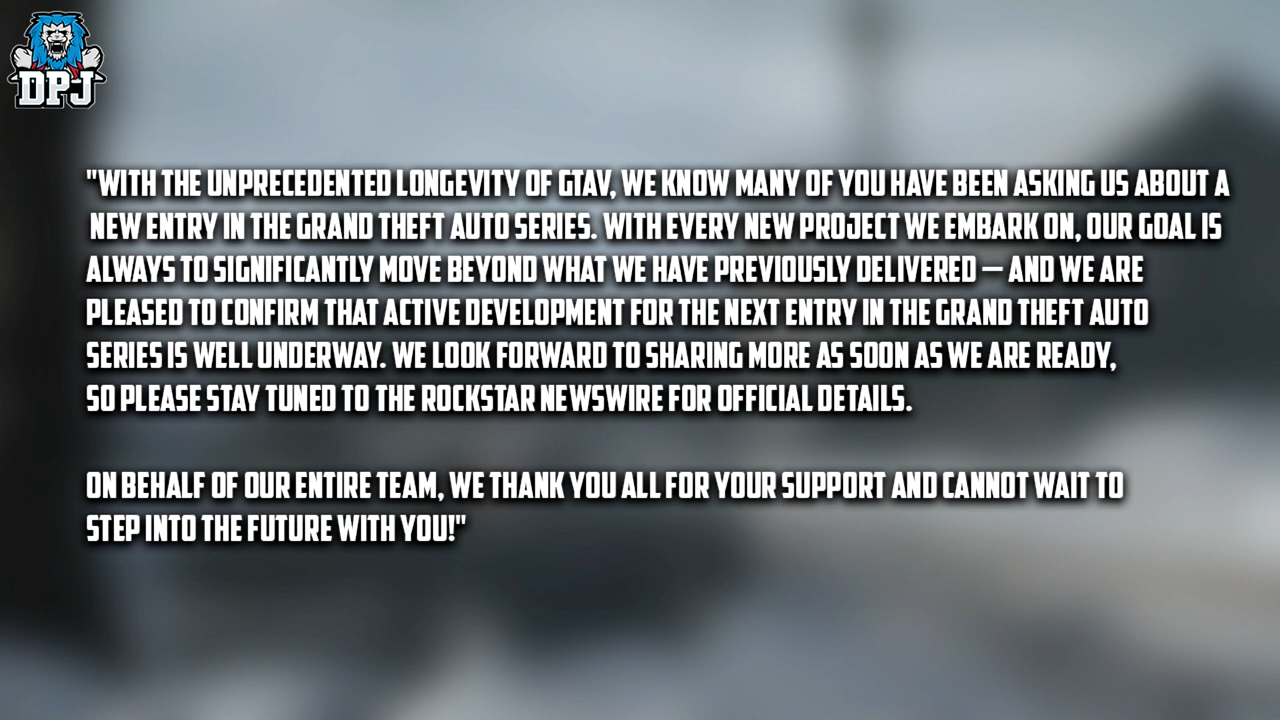 DPJ
"WITH THE UNPRECEDENTED LONGEVITY OF GTAV, WE KNOW MANY OF YOU HAVE BEEN ASKING US ABOUT A
NEW ENTRY IN THE GRAND THEFT AUTO SERIES. WITH EVERY NEW PROJECT WE EMBARK ON, OUR GOAL IS
ALWAYS TO SIGNIFICANTLY MOVE BEYOND WHAT WE HAVE PREVIOUSLY DELIVERED — AND WE ARE
PLEASED TO CONFIRM THAT ACTIVE DEVELOPMENT FOR THE NEXT ENTRY IN THE GRAND THEFT AUTO
SERIES IS WELL UNDERWAY. WE LOOK FORWARD TO SHARING MORE AS SOON AS WE ARE READY,
SO PLEASE STAY TUNED TO THE ROCKSTAR NEWSWIRE FOR OFFICIAL DETAILS.
ON BEHALF OF OUR ENTIRE TEAM, WE THANK YOU ALL FOR YOUR SUPPORT AND CANNOT WAIT TO
STEP INTO THE FUTURE WITH YOU!"